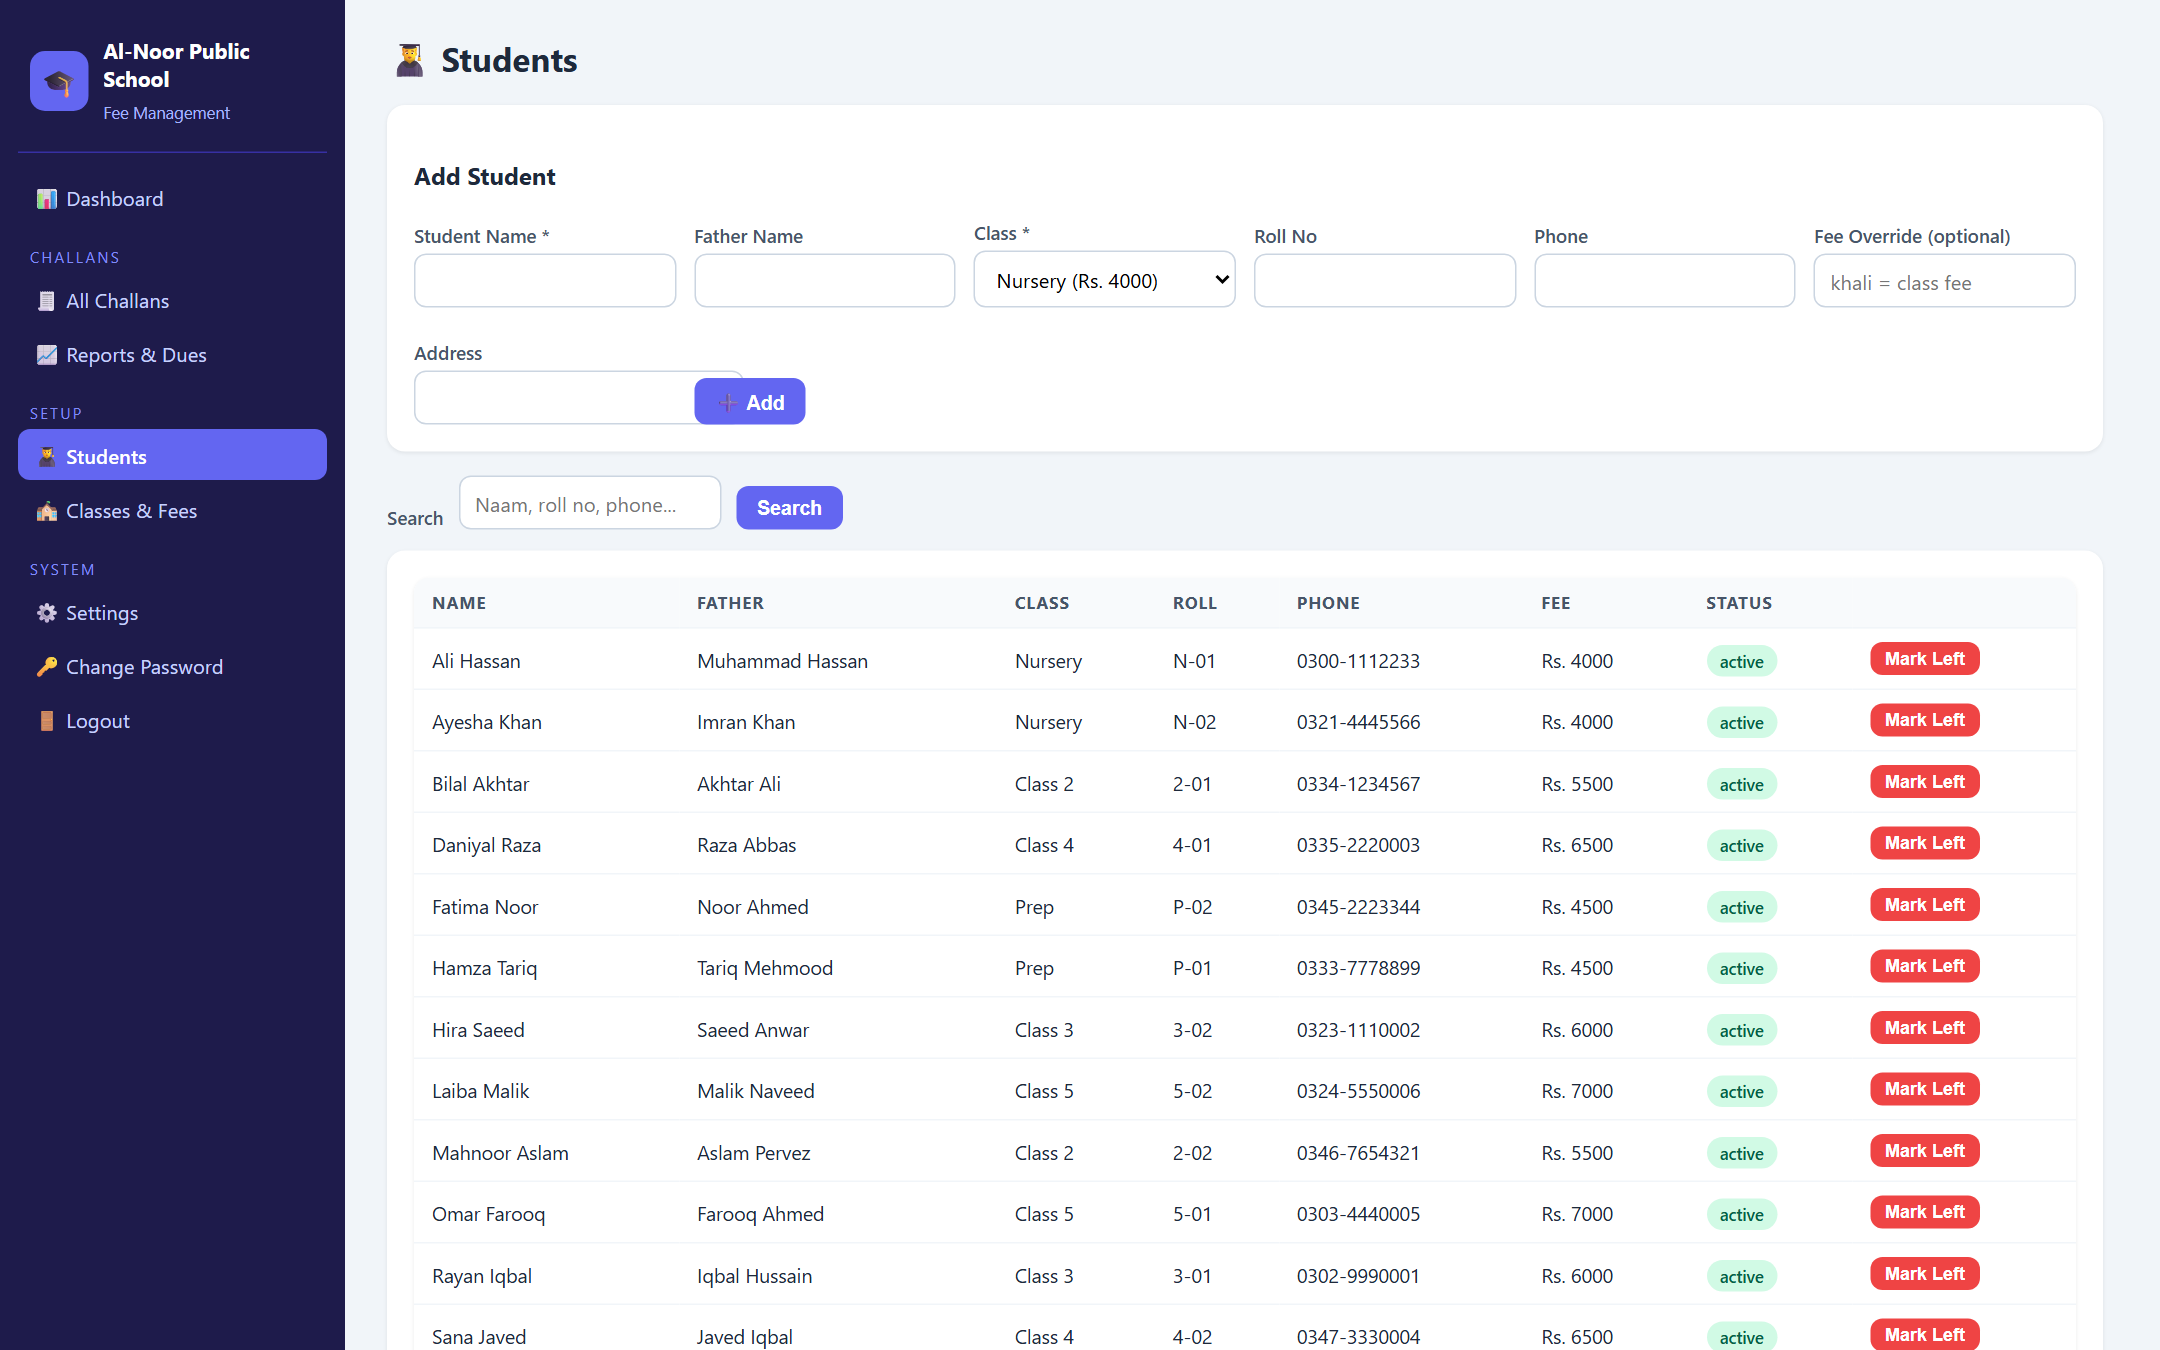 Al-Noor Public
School
Fee Management
Dashboard
CHALLANS
All Challans
Reports & Dues
SETUP
Students
Classes & Fees
SYSTEM
Settings
Change Password
Logout
Students
Add Student
Student Name * Father Name Class * Roll No Phone Fee Override (optional)
Nursery (Rs. 4000) khali = class fee
Address
Add
Search Naam, roll no, phone... Search
NAME FATHER CLASS ROLL PHONE FEE STATUS
Ali Hassan Muhammad Hassan Nursery N-01 0300-1112233 Rs. 4000 active Mark Left
Ayesha Khan Imran Khan Nursery N-02 0321-4445566 Rs. 4000 active Mark Left
Bilal Akhtar Akhtar Ali Class 2 2-01 0334-1234567 Rs. 5500 active Mark Left
Daniyal Raza Raza Abbas Class 4 4-01 0335-2220003 Rs. 6500 active Mark Left
Fatima Noor Noor Ahmed Prep P-02 0345-2223344 Rs. 4500 active Mark Left
Hamza Tariq Tariq Mehmood Prep P-01 0333-7778899 Rs. 4500 active Mark Left
Hira Saeed Saeed Anwar Class 3 3-02 0323-1110002 Rs. 6000 active Mark Left
Laiba Malik Malik Naveed Class 5 5-02 0324-5550006 Rs. 7000 active Mark Left
Mahnoor Aslam Aslam Pervez Class 2 2-02 0346-7654321 Rs. 5500 active Mark Left
Omar Farooq Farooq Ahmed Class 5 5-01 0303-4440005 Rs. 7000 active Mark Left
Rayan Iqbal Iqbal Hussain Class 3 3-01 0302-9990001 Rs. 6000 active Mark Left
Sana Javed Javed Iqbal Class 4 4-02 0347-3330004 Rs. 6500 active Mark Left